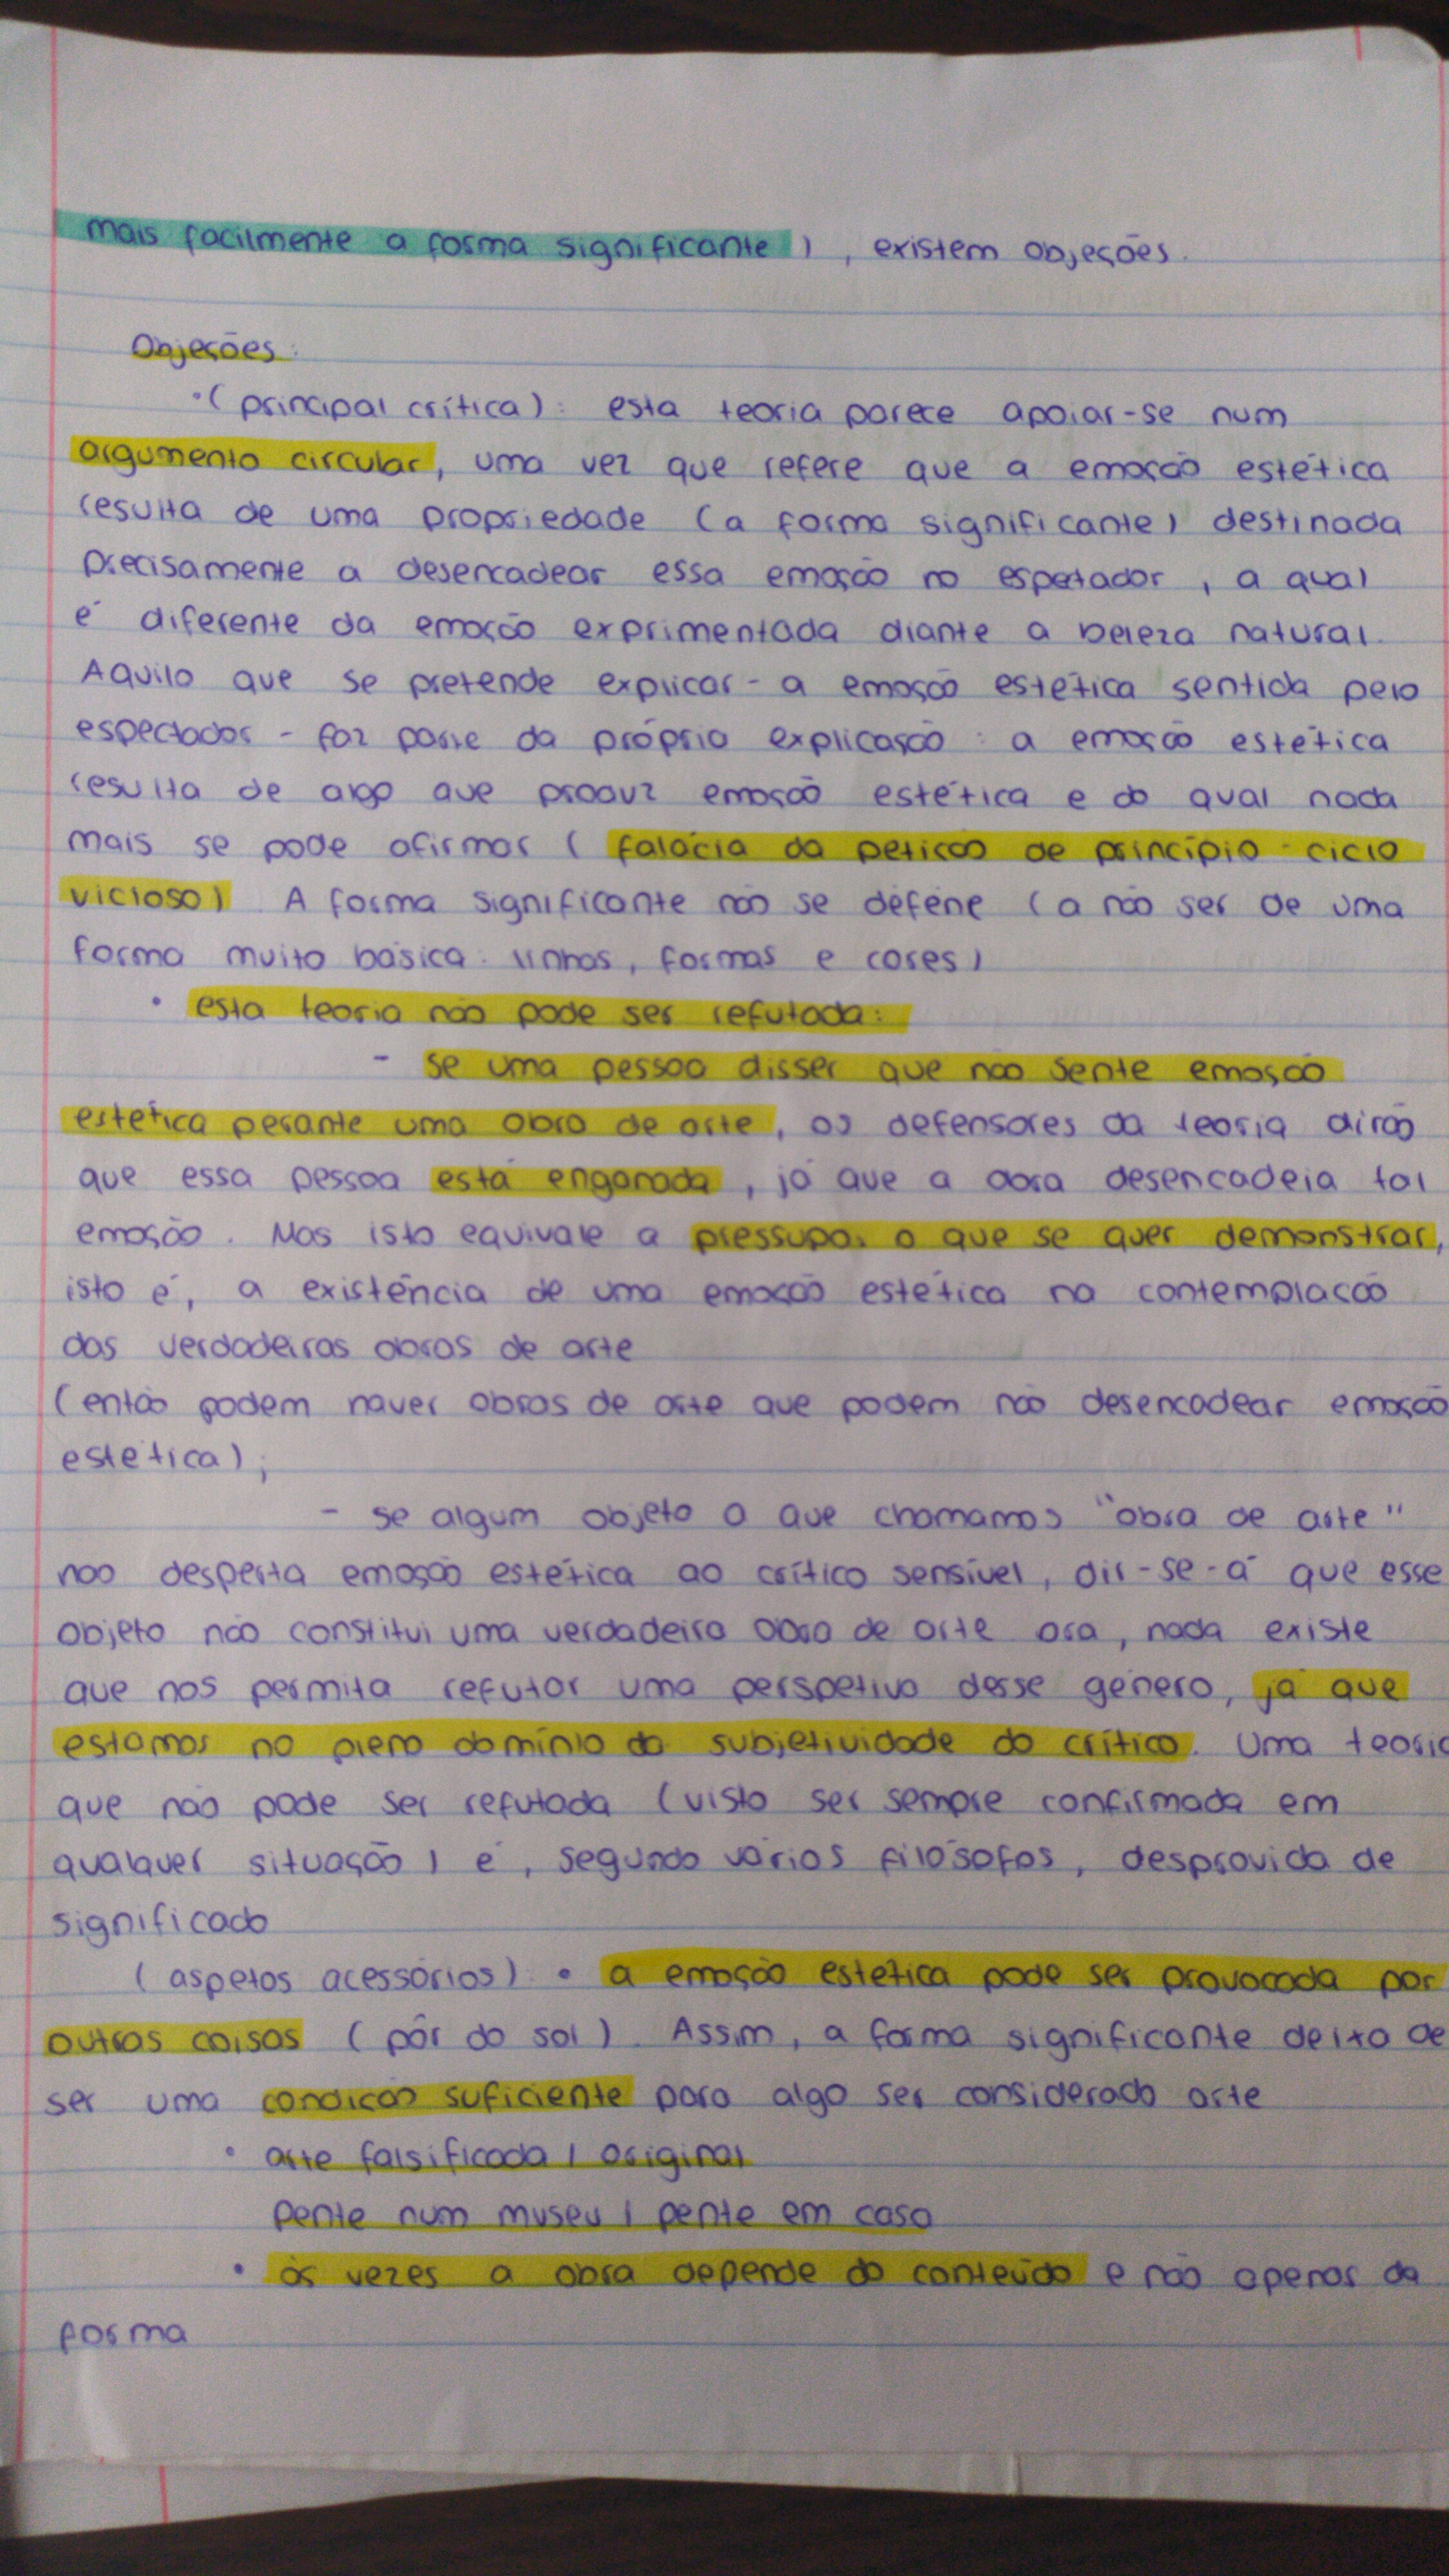 mais facilmente a forma significante), existem objeções.
Objeções:
• (principal crítica): esta teoria parece apoiar-se num
argumento circular, uma vez que refere que a emoção estética
resulta de uma propriedade (a forma significante) destinada
precisamente a desencadear essa emoção no espetador, a qual
é diferente da emoção exprimentada diante a beleza natural.
Aquilo que se pretende explicar - a emoção estética sentida pelo
espectador - faz parte da própria explicação: a emoção estética
resulta de algo que produz emoção estética e do qual nada
mais se pode afirmar (falácia da petição de princípio - ciclo
vicioso) A forma significante não se défene (a não ser de uma
forma muito básica: linhas, formas e cores)
• esta teoria não pode ser refutada:
- se uma pessoa disser que não sente emoção
estética perante uma obra de arte, os defensores da teoria dirão
que essa pessoa está enganada, já que a obra desencadeia tal
emoção. Mas isto equivale a pressupor o que se quer demonstrar,
isto é, a existência de uma emoção estética na contemplação
das verdadeiras obras de arte
(então podem haver obras de arte que podem não desencadear emoção
estética);
- se algum objeto a que chamamos "obra de arte"
não desperta emoção estética ao crítico sensível, dir-se-á que esse
objeto não constitui uma verdadeira obra de arte ora, nada existe
que nos permita refutar uma perspetiva desse género, já que
estamos no pleno domínio da subjetividade do crítico. Uma teoria
que não pode ser refutada (visto ser sempre confirmada em
qualquer situação) é, segundo vários filósofos, desprovida de
significado
(aspetos acessórios) • a emoção estética pode ser provocada por
outras coisas (pôr do sol). Assim, a forma significante deixa de
ser uma condição suficiente para algo ser considerado arte
• arte falsificada / original
pente num museu / pente em casa
• às vezes a obra depende do conteúdo e não apenas da
forma